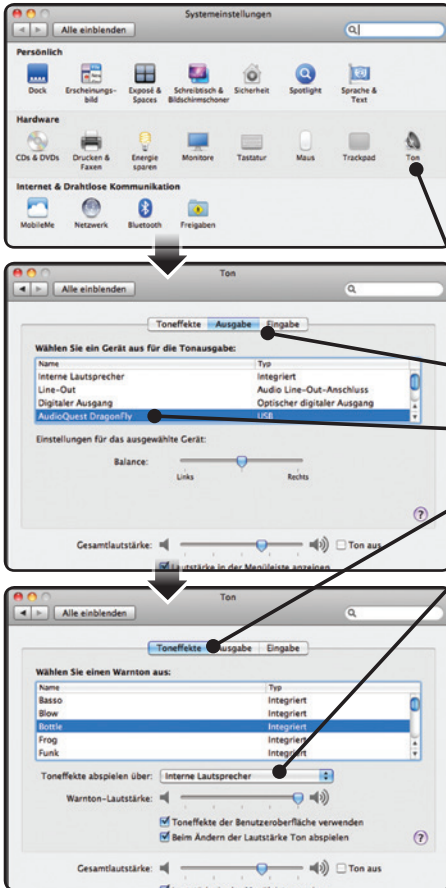 Systemeinstellungen
Alle einblenden
Persönlich
Dock Erscheinungs-bild Exposé & Spaces Schreibtisch & Bildschirmschoner Sicherheit Spotlight Sprache & Text
Hardware
CDs & DVDs Drucken & Faxen Energie sparen Monitore Tastatur Maus Trackpad Ton
Internet & Drahtlose Kommunikation
MobileMe Netzwerk Bluetooth Freigaben
Ton
Alle einblenden
Toneffekte Ausgabe Eingabe
Wählen Sie ein Gerät aus für die Tonausgabe:
Name Typ
Interne Lautsprecher Integriert
Line-Out Audio Line-Out-Anschluss
Digitaler Ausgang Optischer digitaler Ausgang
AudioQuest DragonFly USB
Einstellungen für das ausgewählte Gerät:
Balance:
Links Rechts
?
Gesamtlautstärke: Ton aus
Lautstärke in der Menüleiste anzeigen
Ton
Alle einblenden
Toneffekte Ausgabe Eingabe
Wählen Sie einen Warnton aus:
Name Typ
Basso Integriert
Blow Integriert
Bottle Integriert
Frog Integriert
Funk Integriert
Toneffekte abspielen über: Interne Lautsprecher
Warnton-Lautstärke:
Toneffekte der Benutzeroberfläche verwenden
Beim Ändern der Lautstärke Ton abspielen
?
Gesamtlautstärke: Ton aus